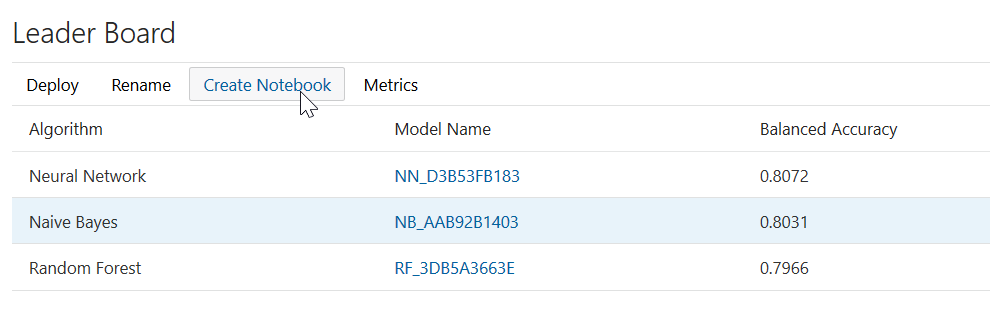 Leader Board
Deploy Rename Create Notebook Metrics
Algorithm Model Name Balanced Accuracy
Neural Network NN_D3B53FB183 0.8072
Naive Bayes NB_AAB92B1403 0.8031
Random Forest RF_3DB5A3663E 0.7966